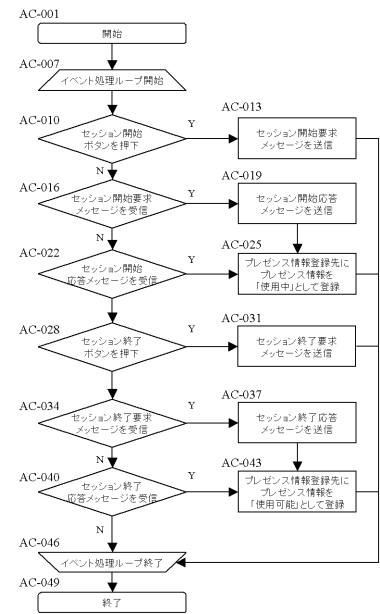 AC-001
開始
AC-007
イベント処理ループ開始
AC-010
セッション開始
ボタンを押下
Y
N
AC-013
セッション開始要求
メッセージを送信
AC-016
セッション開始要求
メッセージを受信
Y
N
AC-019
セッション開始応答
メッセージを送信
AC-022
セッション開始
応答メッセージを受信
Y
AC-025
プレゼンス情報登録先に
プレゼンス情報を
「使用中」として登録
AC-028
セッション終了
ボタンを押下
Y
AC-031
セッション終了要求
メッセージを送信
AC-034
セッション終了要求
メッセージを受信
Y
N
AC-037
セッション終了応答
メッセージを送信
AC-040
セッション終了
応答メッセージを受信
Y
N
AC-043
プレゼンス情報登録先に
プレゼンス情報を
「使用可能」として登録
AC-046
イベント処理ループ終了
AC-049
終了